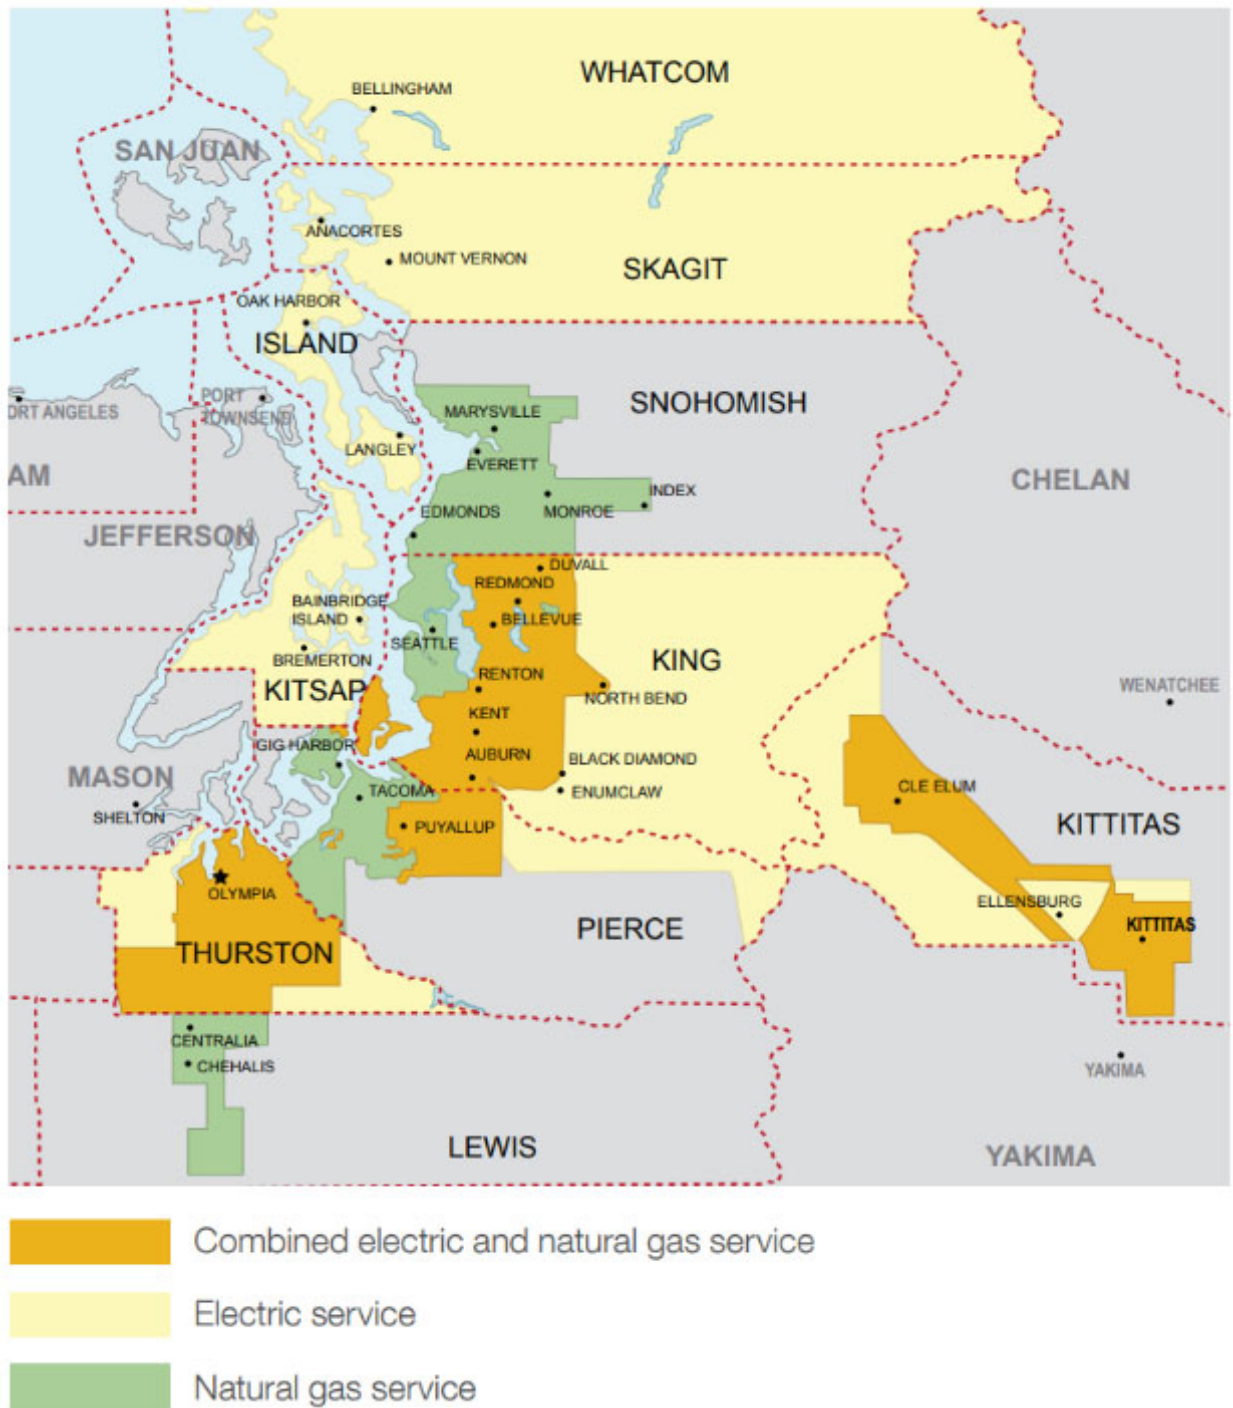 WHATCOM
BELLINGHAM
SAN JUAN
ANACORTES
MOUNT VERNON
SKAGIT
OAK HARBOR
ISLAND
PORT
TOWNSEND
ORT ANGELES
MARYSVILLE
SNOHOMISH
LANGLEY
EVERETT
AM
CHELAN
INDEX
EDMONDS
MONROE
JEFFERSON
DUVALL
REDMOND
BAINBRIDGE
ISLAND
BELLEVUE
SEATTLE
BREMERTON
KING
RENTON
KITSAP
NORTH BEND
WENATCHEE
KENT
GIG HARBOR
AUBURN
BLACK DIAMOND
MASON
TACOMA
ENUMCLAW
CLE ELUM
SHELTON
PUYALLUP
KITTITAS
OLYMPIA
ELLENSBURG
KITTITAS
PIERCE
THURSTON
CENTRALIA
CHEHALIS
YAKIMA
LEWIS
YAKIMA
Combined electric and natural gas service
Electric service
Natural gas service